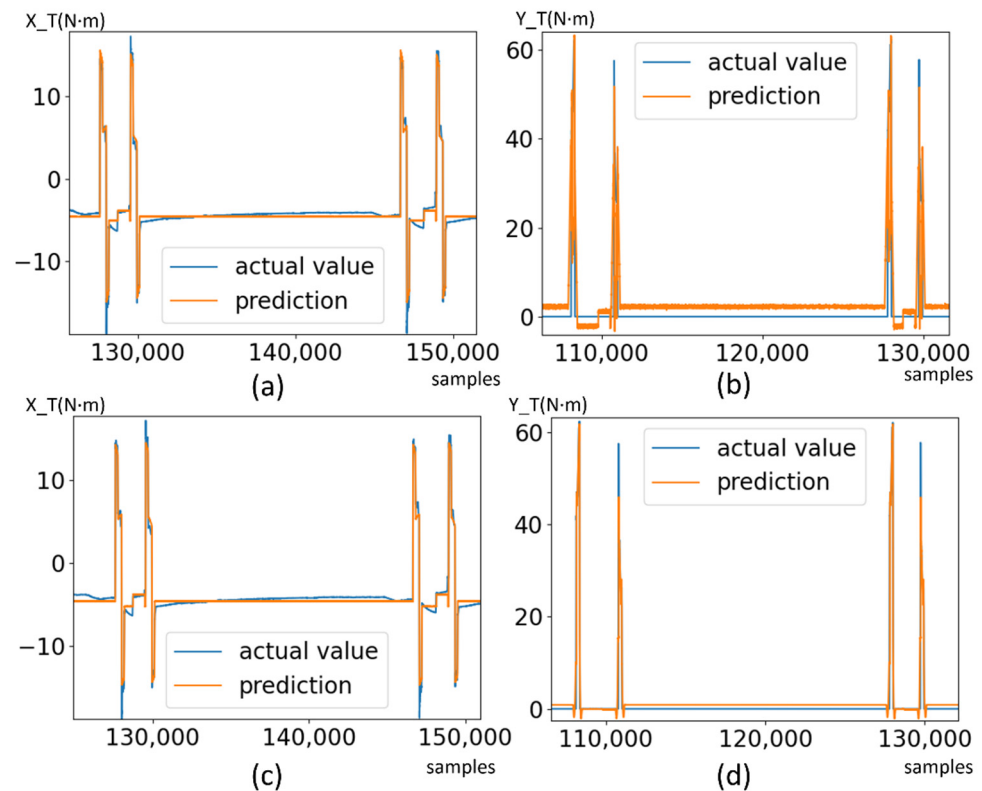 X_T(N·m)
10
0
−10
actual value
prediction
130,000
140,000
150,000
samples
(a)
Y_T(N·m)
60
40
20
0
actual value
prediction
110,000
120,000
130,000
samples
(b)
X_T(N·m)
10
0
−10
actual value
prediction
130,000
140,000
150,000
samples
(c)
Y_T(N·m)
60
40
20
0
actual value
prediction
110,000
120,000
130,000
samples
(d)